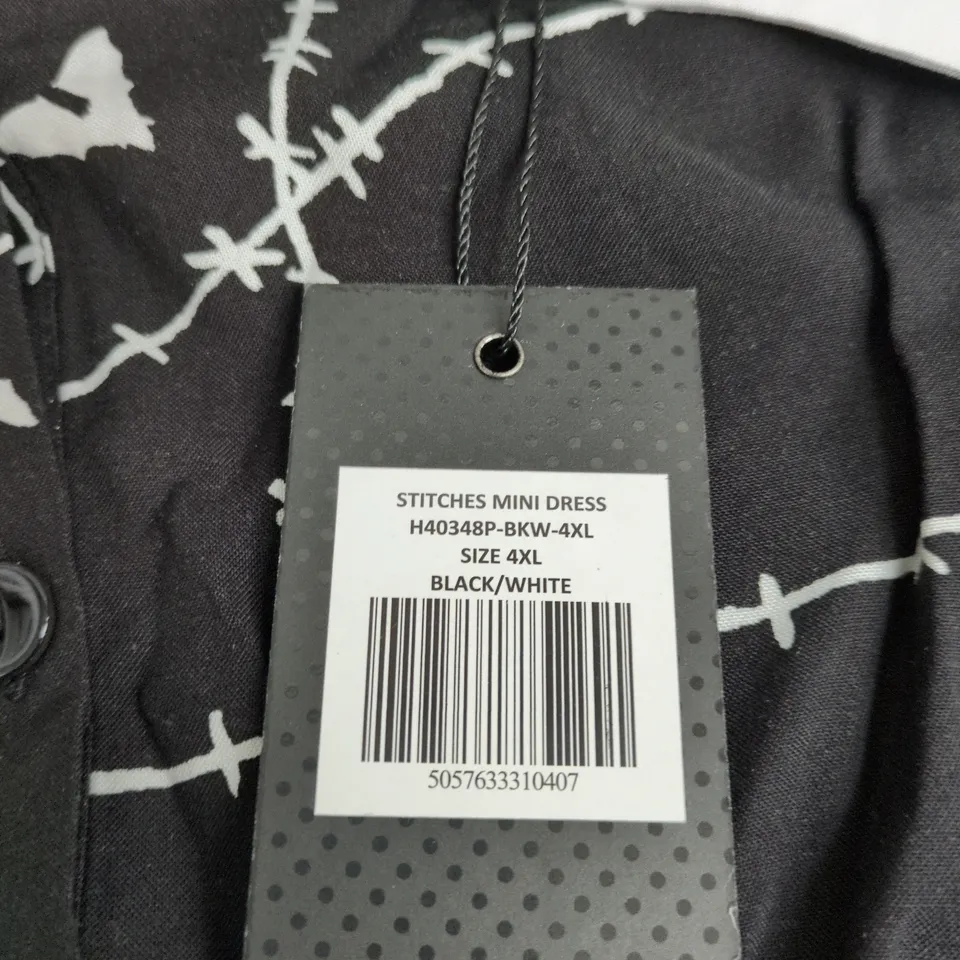 STITCHES MINI DRESS
H40348P-BKW-4XL
SIZE 4XL
BLACK/WHITE
5057633310407